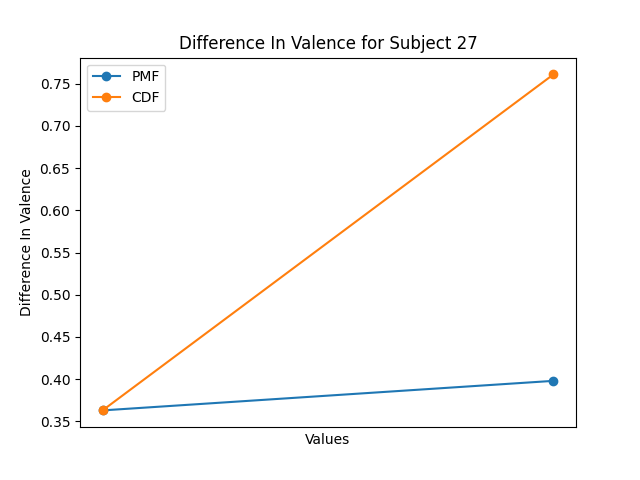 Difference In Valence for Subject 27
PMF
CDF
0.75
0.70
0.65
0.60
0.55
0.50
0.45
0.40
0.35
Difference In Valence
Values